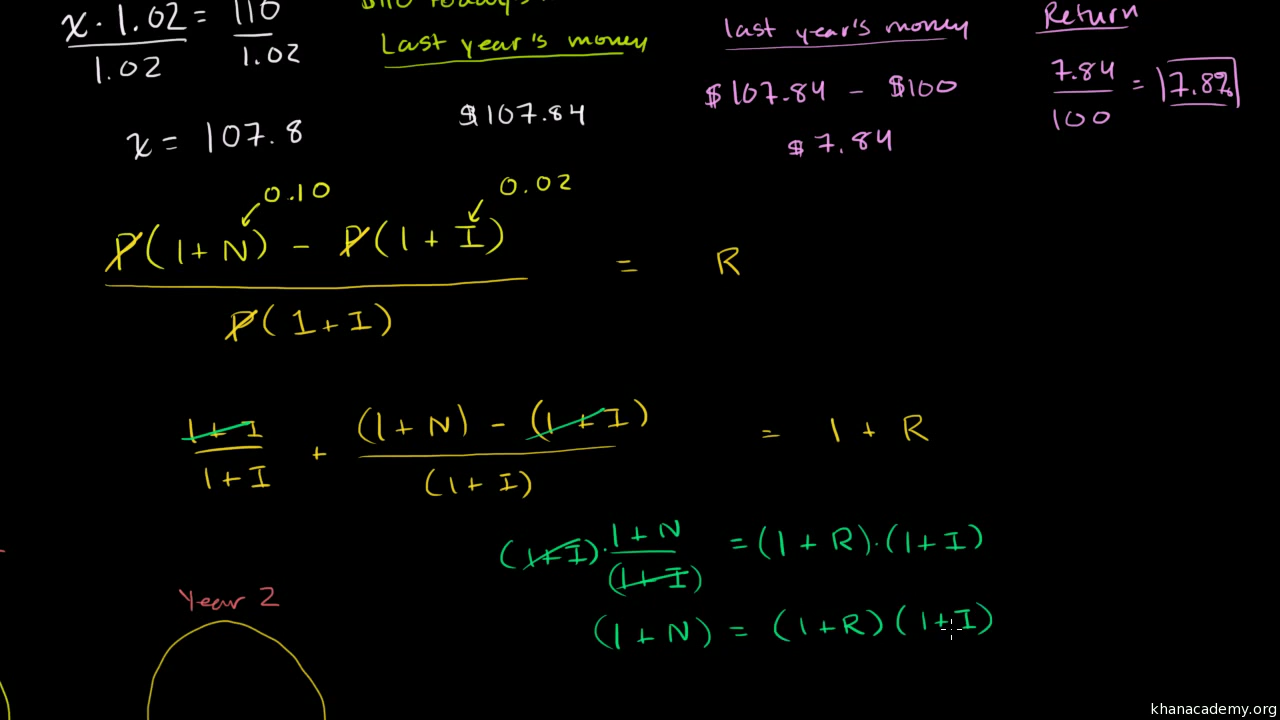 x · 1.02 = 110
1.02 1.02
x = 107.8
Last year's money
$107.84
last year's money
$107.84 - $100
$7.84
Return
7.84
100
= 7.8%
0.10 0.02
P(1+N) - P(1+I)
P(1+I)
= R
1+I
1+I
+
(1+N) - (1+I)
(1+I)
= 1 + R
(1+I) · 1+N = (1+R) · (1+I)
(1+I)
(1+N) = (1+R)(1+I)
Year 2
khanacademy.org